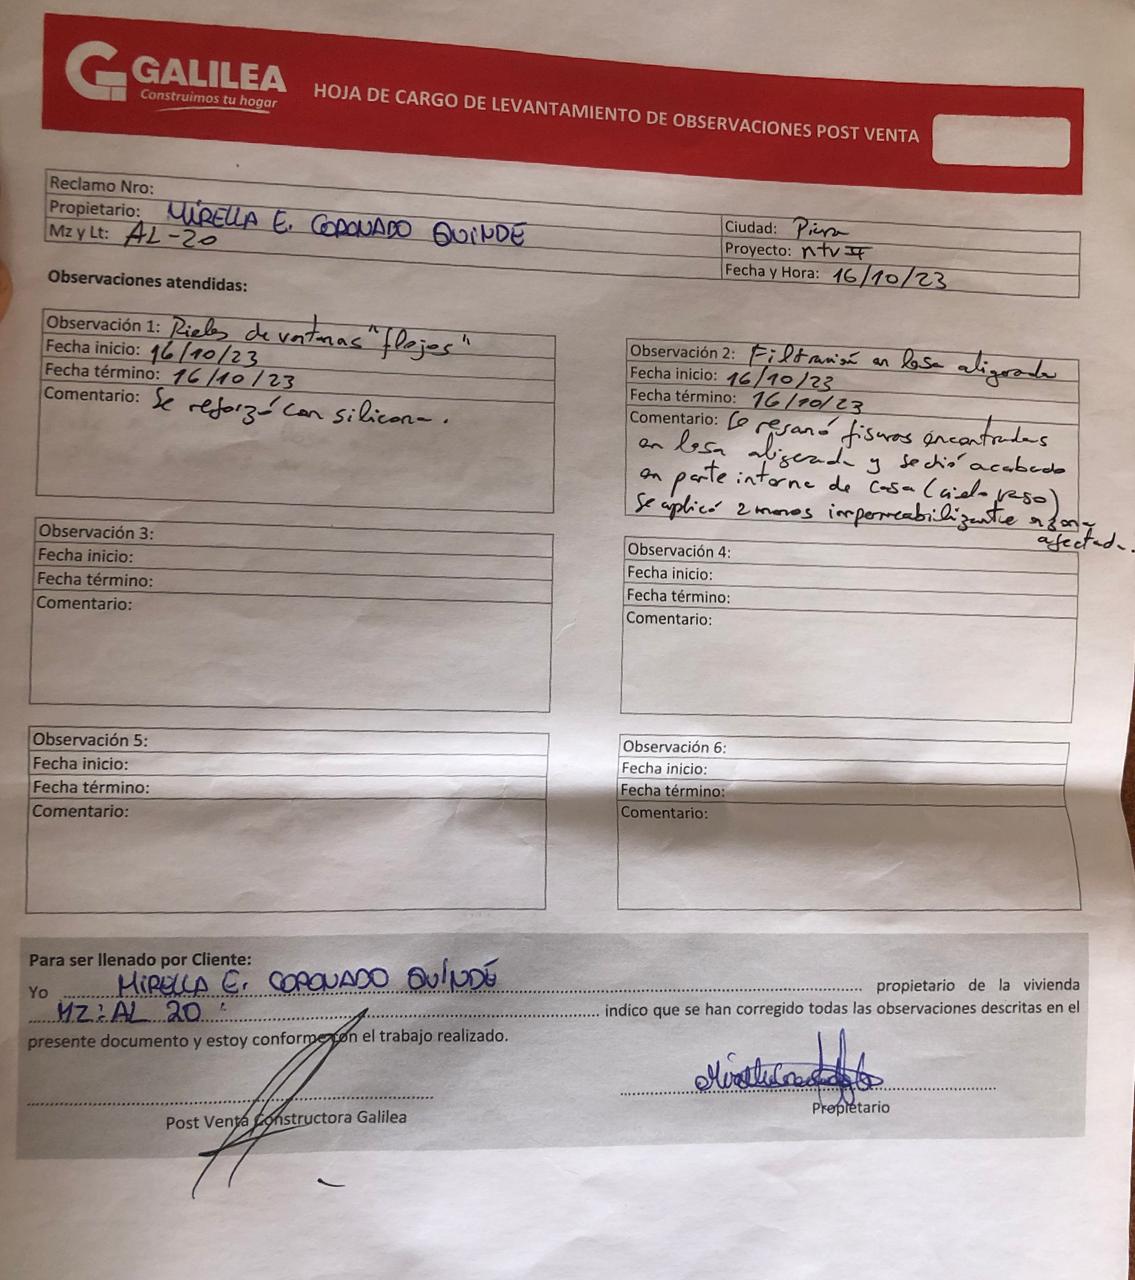 GALILEA
Construimos tu hogar
HOJA DE CARGO DE LEVANTAMIENTO DE OBSERVACIONES POST VENTA
Reclamo Nro:
Propietario: MIRELLA E. CORONADO QUINDE
Mz y Lt: AL-20
Ciudad: Piura
Proyecto: ntv II
Fecha y Hora: 16/10/23
Observaciones atendidas:
Observación 1: Rieles de ventanas "flojos"
Fecha inicio: 16/10/23
Fecha término: 16/10/23
Comentario: Se reforzó con silicona.
Observación 2: Filtración en losa aligerada
Fecha inicio: 16/10/23
Fecha término: 16/10/23
Comentario: Se resanó fisuras encontradas
en losa aligerada y se dió acabado
en parte interna de casa (cielo raso)
Se aplicó 2 manos impermeabilizante zona
afectada.
Observación 3:
Fecha inicio:
Fecha término:
Comentario:
Observación 4:
Fecha inicio:
Fecha término:
Comentario:
Observación 5:
Fecha inicio:
Fecha término:
Comentario:
Observación 6:
Fecha inicio:
Fecha término:
Comentario:
Para ser llenado por Cliente:
Yo MIRELLA E. CORONADO QUINDÉ propietario de la vivienda
MZ: AL 20 indico que se han corregido todas las observaciones descritas en el
presente documento y estoy conforme con el trabajo realizado.
Post Venta Constructora Galilea
Propietario